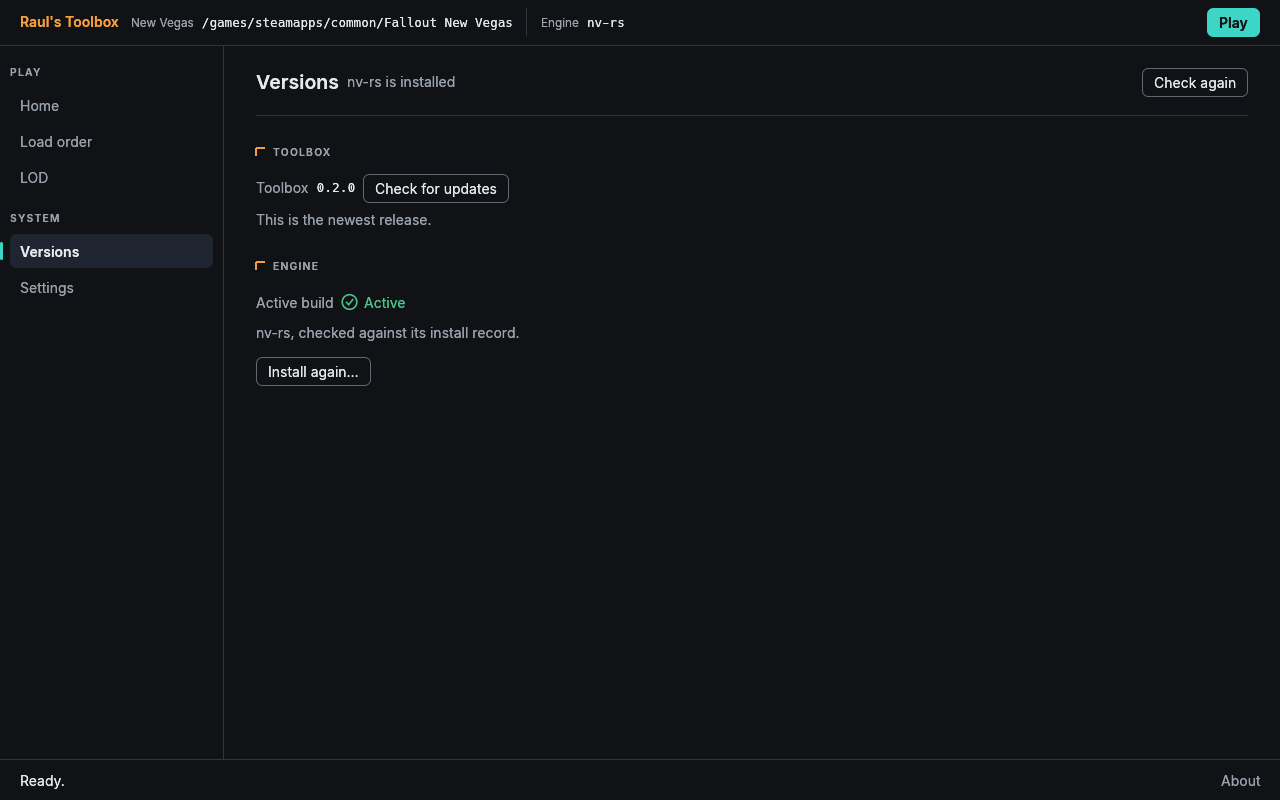 Raul's Toolbox New Vegas /games/steamapps/common/Fallout New Vegas Engine nv-rs Play
PLAY
Home
Load order
LOD
SYSTEM
Versions
Settings
Versions nv-rs is installed Check again
TOOLBOX
Toolbox 0.2.0 Check for updates
This is the newest release.
ENGINE
Active build Active
nv-rs, checked against its install record.
Install again...
Ready. About